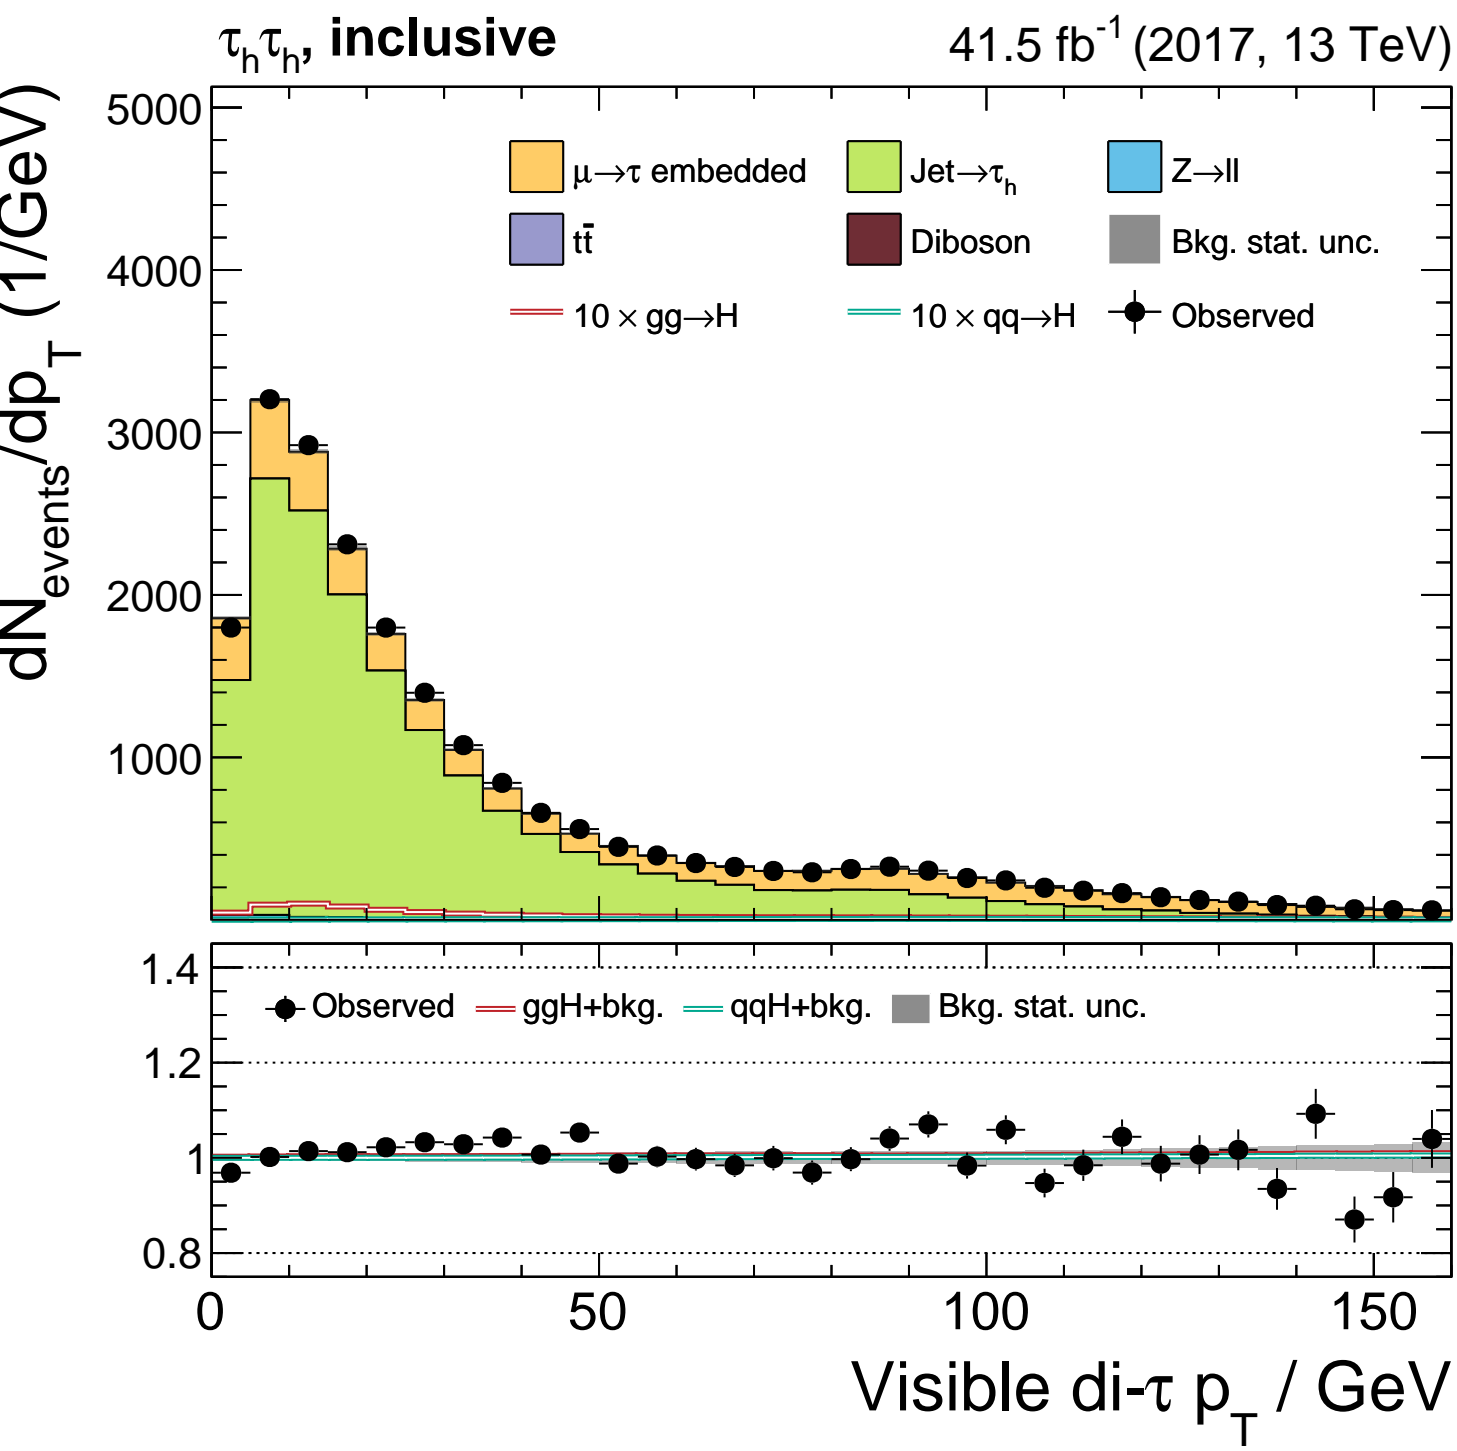 τhτh, inclusive
41.5 fb-1 (2017, 13 TeV)
dNevents/dpT (1/GeV)
5000
4000
3000
2000
1000
μ→τ embedded
Jet→τh
Z→ll
tt̄
Diboson
Bkg. stat. unc.
10 × gg→H
10 × qq→H
Observed
1.4
1.2
1
0.8
Observed
ggH+bkg.
qqH+bkg.
Bkg. stat. unc.
0
50
100
150
Visible di-τ pT / GeV